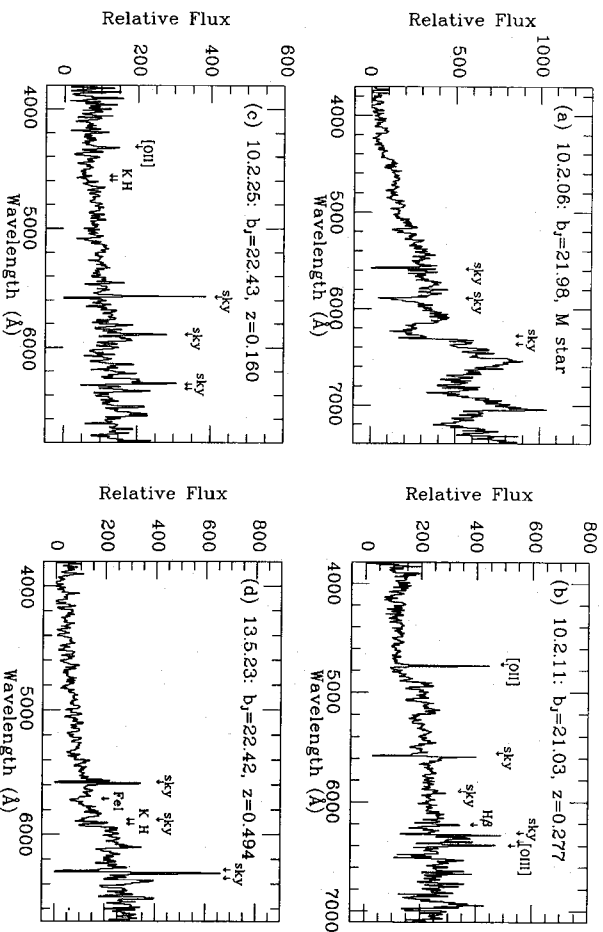 (a) 10.2.06: bJ=21.98, M star
Relative Flux
0 500 1000
sky
sky sky
4000 5000 6000 7000
Wavelength (Å)
(b) 10.2.11: bJ=21.03, z=0.277
Relative Flux
0 200 400 600 800
[OII]
sky
sky
Hβ
sky
[OIII]
4000 5000 6000 7000
Wavelength (Å)
(c) 10.2.25: bJ=22.43, z=0.160
Relative Flux
0 200 400 600
[OII]
K H
sky
sky
sky
4000 5000 6000
Wavelength (Å)
(d) 13.5.23: bJ=22.42, z=0.494
Relative Flux
0 200 400 600 800
sky
FeI
K H
sky
sky
4000 5000 6000
Wavelength (Å)